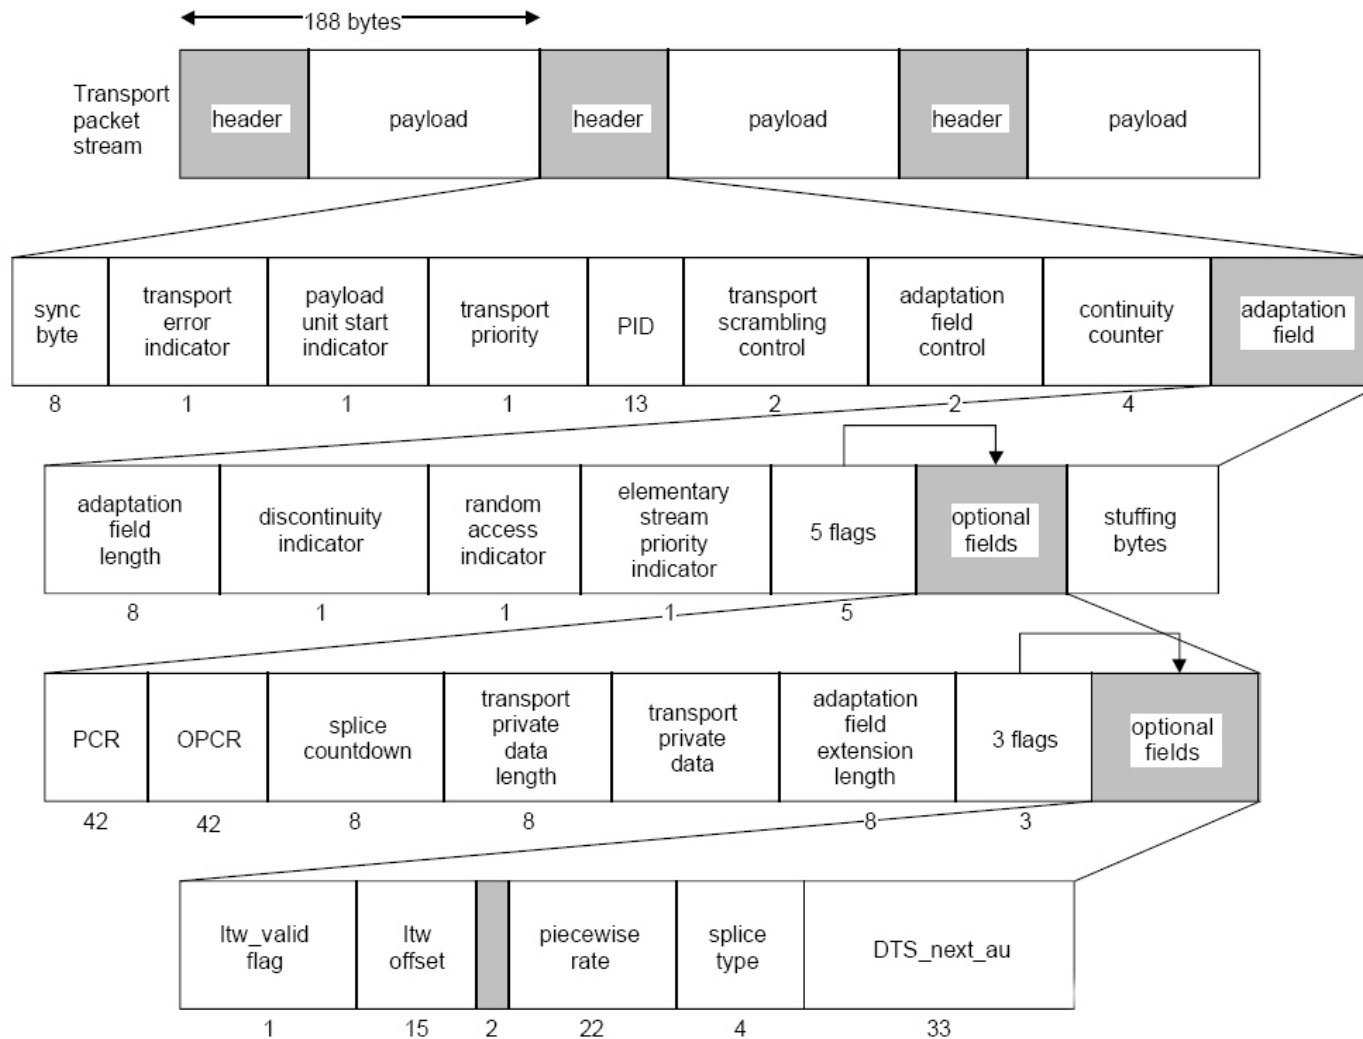 188 bytes
Transport
packet
stream
header
payload
header
payload
header
payload
sync
byte
transport
error
indicator
payload
unit start
indicator
transport
priority
PID
transport
scrambling
control
adaptation
field
control
continuity
counter
adaptation
field
8
1
1
1
13
2
2
4
adaptation
field
length
discontinuity
indicator
random
access
indicator
elementary
stream
priority
indicator
5 flags
optional
fields
stuffing
bytes
8
1
1
1
5
PCR
OPCR
splice
countdown
transport
private
data
length
transport
private
data
adaptation
field
extension
length
3 flags
optional
fields
42
42
8
8
8
3
ltw_valid
flag
ltw
offset
piecewise
rate
splice
type
DTS_next_au
1
15
2
22
4
33